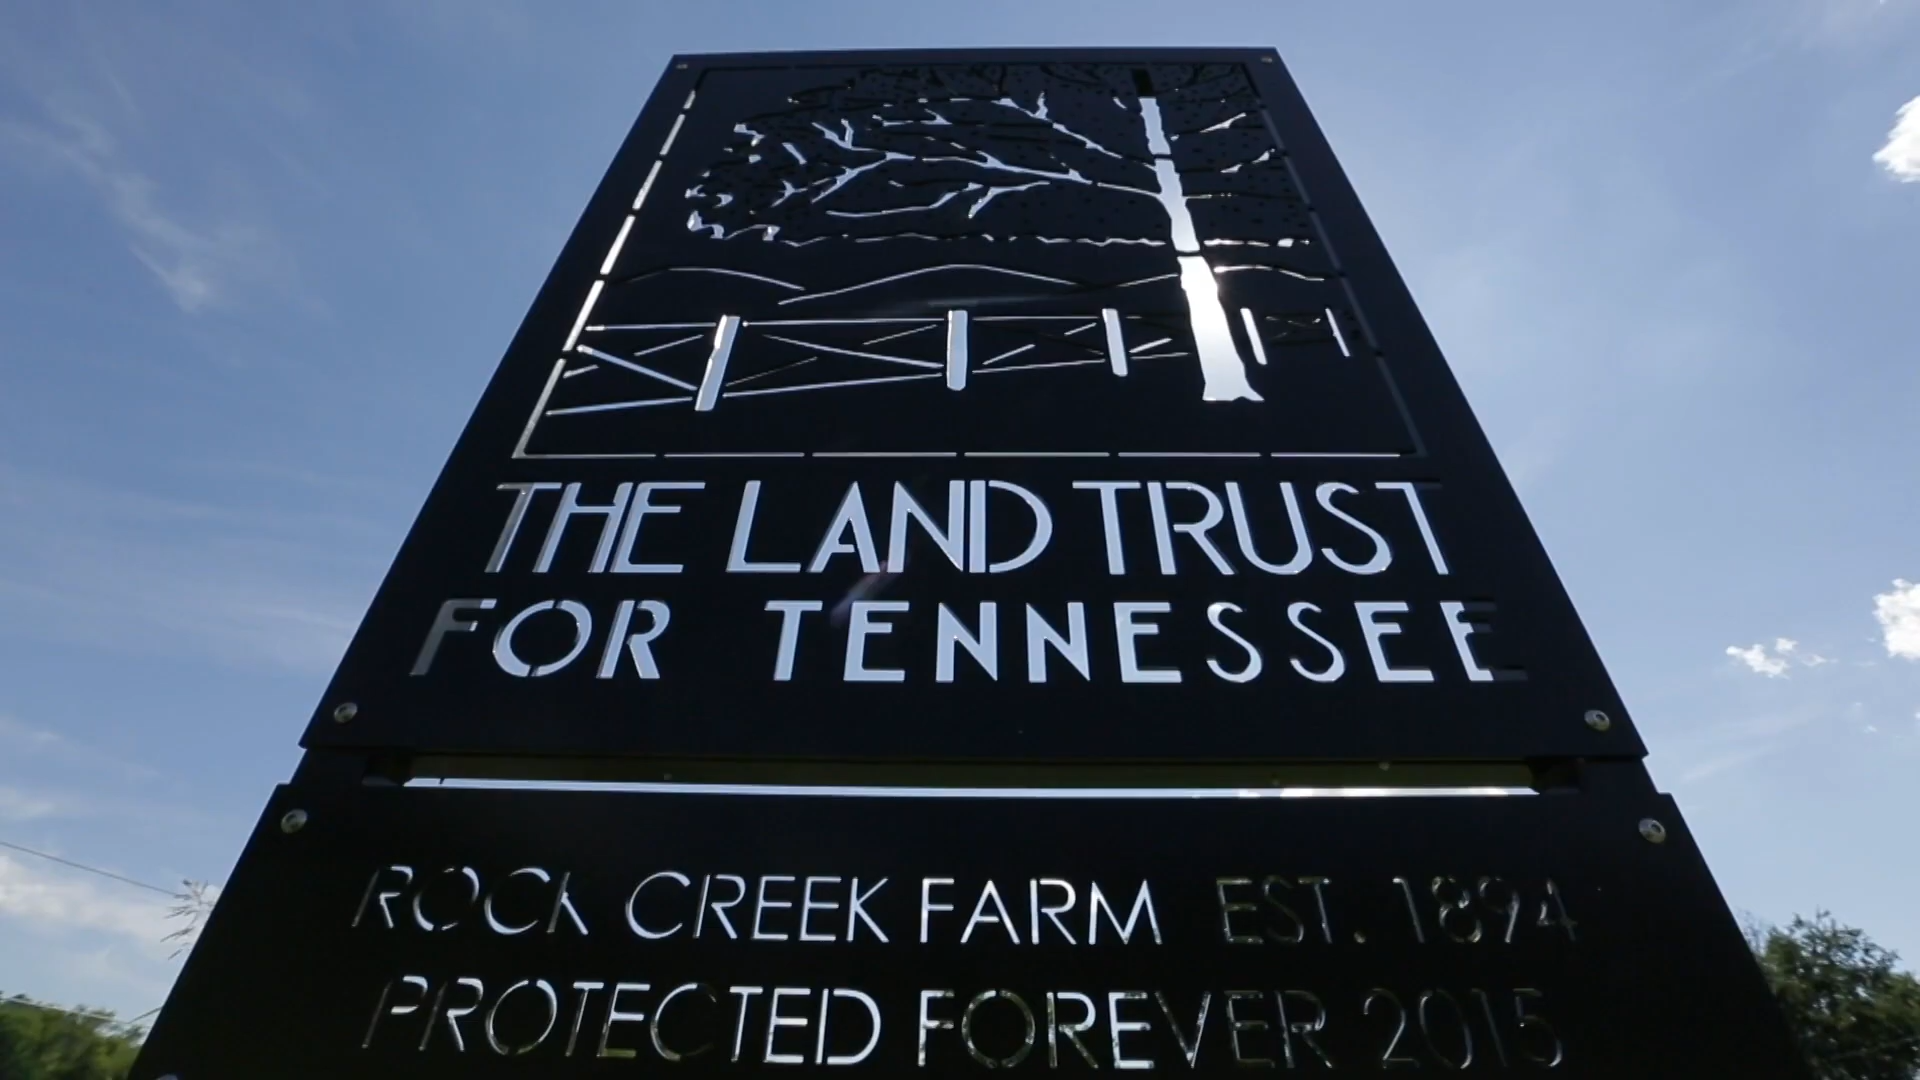 THE LAND TRUST
FOR TENNESSEE
ROCK CREEK FARM EST. 1894
PROTECTED FOREVER 2015